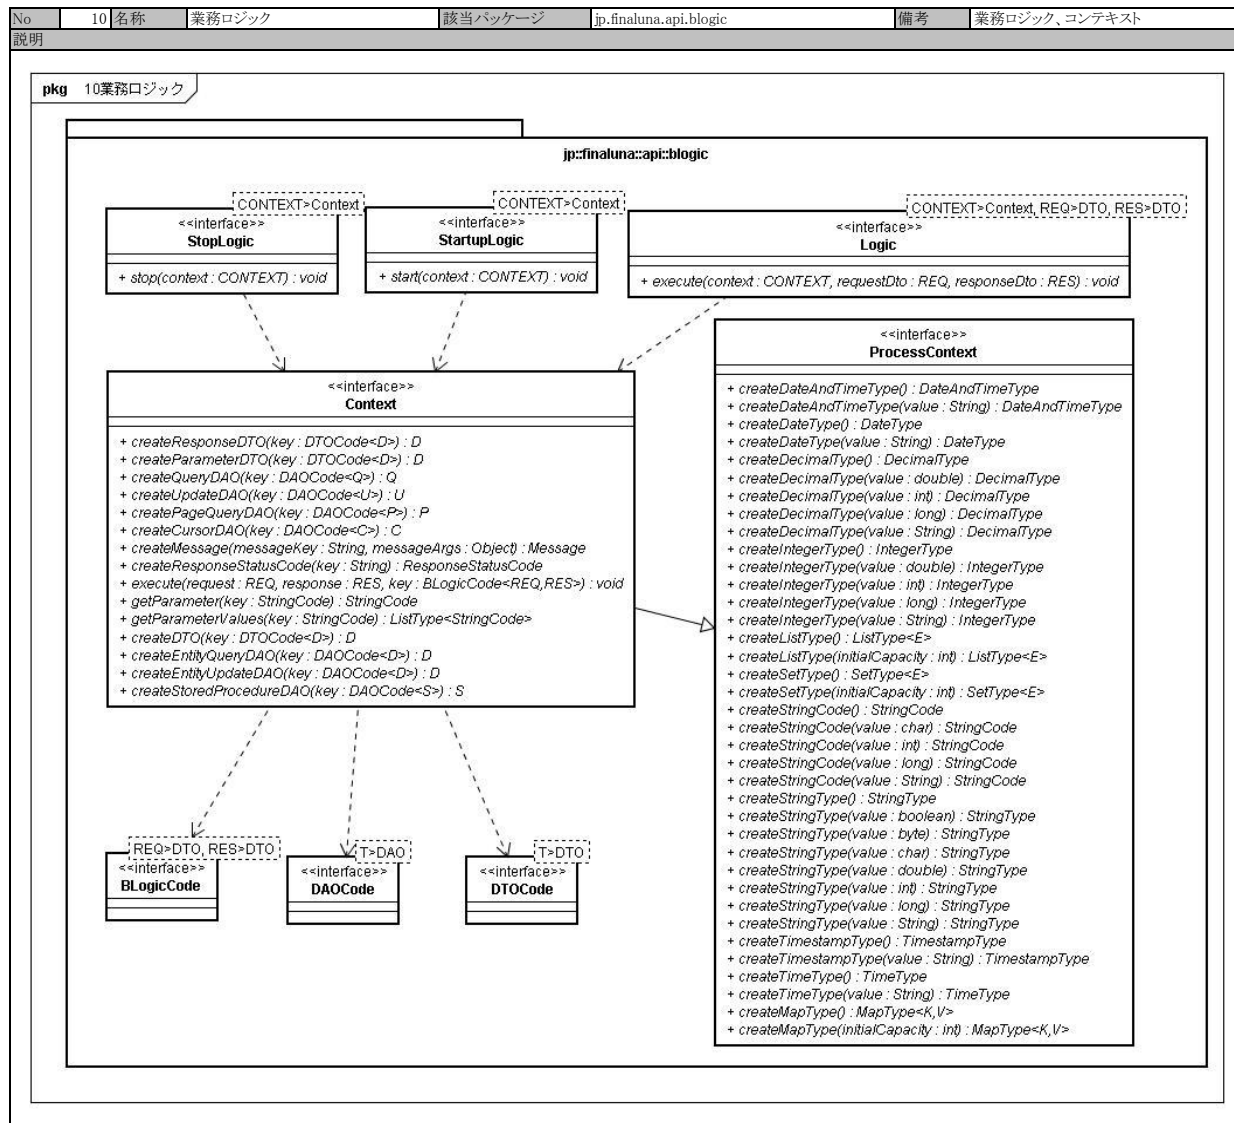 No 10 名称 業務ロジック 該当パッケージ jp.finaluna.api.blogic 備考 業務ロジック、コンテキスト
説明
pkg 10業務ロジック
jp::finaluna::api::blogic
CONTEXT>Context
<<interface>>
StopLogic
+ stop(context : CONTEXT) : void
CONTEXT>Context
<<interface>>
StartupLogic
+ start(context : CONTEXT) : void
CONTEXT>Context, REQ>DTO, RES>DTO
<<interface>>
Logic
+ execute(context : CONTEXT, requestDto : REQ, responseDto : RES) : void
<<interface>>
Context
+ createResponseDTO(key : DTOCode<D>) : D
+ createParameterDTO(key : DTOCode<D>) : D
+ createQueryDAO(key : DAOCode<Q>) : Q
+ createUpdateDAO(key : DAOCode<U>) : U
+ createPageQueryDAO(key : DAOCode<P>) : P
+ createCursorDAO(key : DAOCode<C>) : C
+ createMessage(messageKey : String, messageArgs : Object) : Message
+ createResponseStatusCode(key : String) : ResponseStatusCode
+ execute(request : REQ, response : RES, key : BLogicCode<REQ,RES>) : void
+ getParameter(key : StringCode) : StringCode
+ getParameterValues(key : StringCode) : ListType<StringCode>
+ createDTO(key : DTOCode<D>) : D
+ createEntityQueryDAO(key : DAOCode<D>) : D
+ createEntityUpdateDAO(key : DAOCode<D>) : D
+ createStoredProcedureDAO(key : DAOCode<S>) : S
<<interface>>
ProcessContext
+ createDateAndTimeType() : DateAndTimeType
+ createDateAndTimeType(value : String) : DateAndTimeType
+ createDateType() : DateType
+ createDateType(value : String) : DateType
+ createDecimalType() : DecimalType
+ createDecimalType(value : double) : DecimalType
+ createDecimalType(value : int) : DecimalType
+ createDecimalType(value : long) : DecimalType
+ createDecimalType(value : String) : DecimalType
+ createIntegerType() : IntegerType
+ createIntegerType(value : double) : IntegerType
+ createIntegerType(value : int) : IntegerType
+ createIntegerType(value : long) : IntegerType
+ createIntegerType(value : String) : IntegerType
+ createListType() : ListType<E>
+ createListType(initialCapacity : int) : ListType<E>
+ createSetType() : SetType<E>
+ createSetType(initialCapacity : int) : SetType<E>
+ createStringCode() : StringCode
+ createStringCode(value : char) : StringCode
+ createStringCode(value : int) : StringCode
+ createStringCode(value : long) : StringCode
+ createStringCode(value : String) : StringCode
+ createStringType() : StringType
+ createStringType(value : boolean) : StringType
+ createStringType(value : byte) : StringType
+ createStringType(value : char) : StringType
+ createStringType(value : double) : StringType
+ createStringType(value : int) : StringType
+ createStringType(value : long) : StringType
+ createStringType(value : String) : StringType
+ createTimestampType() : TimestampType
+ createTimestampType(value : String) : TimestampType
+ createTimeType() : TimeType
+ createTimeType(value : String) : TimeType
+ createMapType() : MapType<K,V>
+ createMapType(initialCapacity : int) : MapType<K,V>
REQ>DTO, RES>DTO
<<interface>>
BLogicCode
T>DAO
<<interface>>
DAOCode
T>DTO
<<interface>>
DTOCode